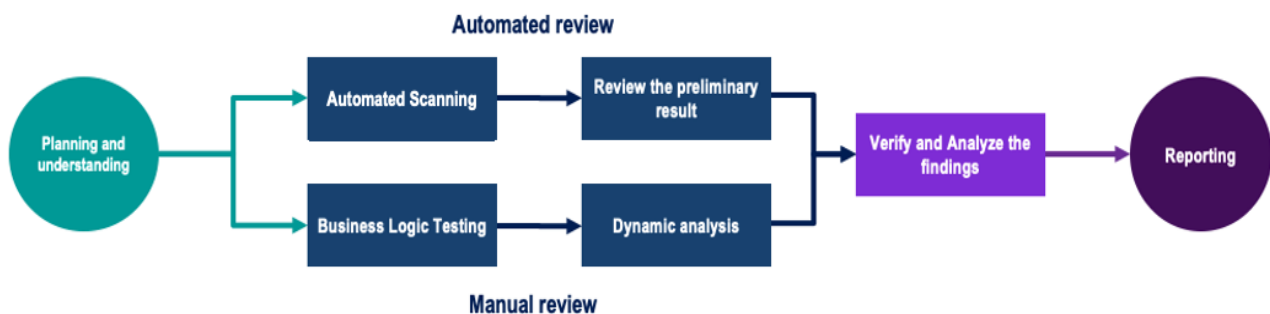 Automated review
Planning and
understanding
Automated Scanning
Review the preliminary
result
Business Logic Testing
Dynamic analysis
Verify and Analyze the
findings
Reporting
Manual review